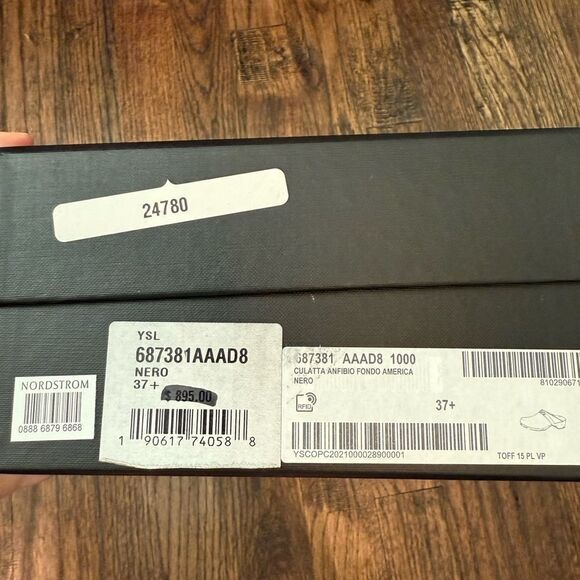 24780
NORDSTROM
0888 6879 6868
YSL
687381AAAD8
NERO
37+
$ 895.00
1 90617 74058 8
687381 AAAD8 1000
CULATTA ANFIBIO FONDO AMERICA
NERO
810290671
RFID
37+
YSCOPC2021000028900001
TOFF 15 PL VP